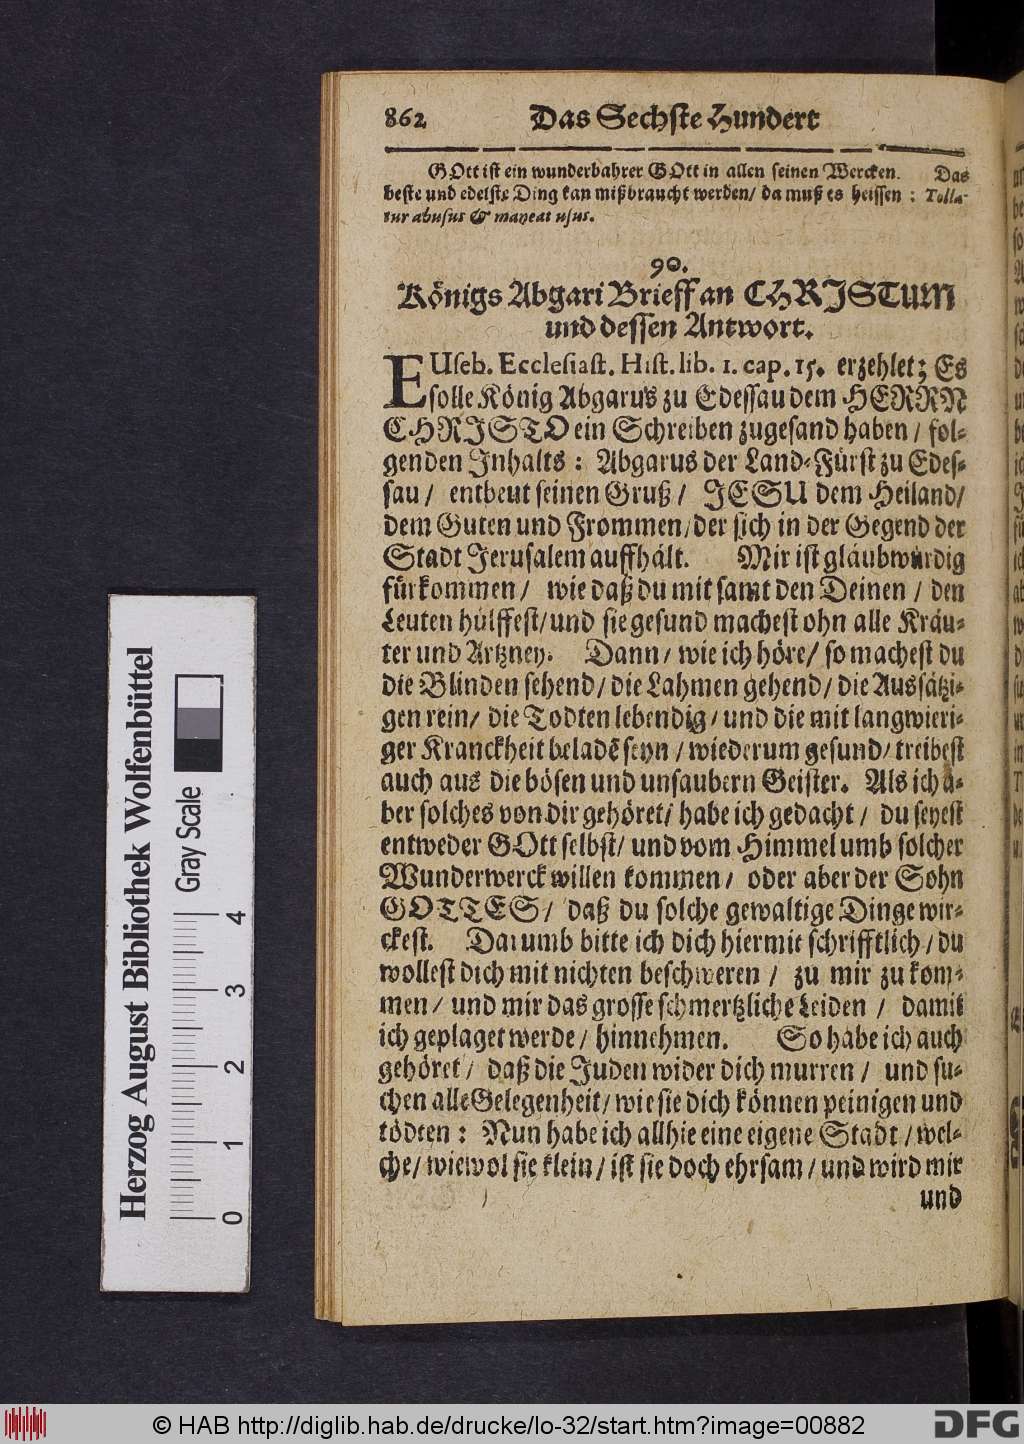 862 Das Sechste Hundert
GOtt ist ein wunderbahrer GOtt in allen seinen Wercken. Das
beste und edelste Ding kan mißbraucht werden/ da muß es heissen : Tolla-
tur abusus & maneat usus.
90.
Königs Abgari Brieff an CHRISTUM
und dessen Antwort.
EUseb. Ecclesiast. Hist. lib. 1. cap. 15. erzehlet; Es
solle König Abgarus zu Edessau dem HERRN
CHRISTO ein Schreiben zugesand haben / fol-
genden Inhalts : Abgarus der Land-Fürst zu Edes-
sau / entbeut seinen Gruß / JESU dem Heiland/
dem Guten und Frommen/ der sich in der Gegend der
Stadt Jerusalem auffhält. Mir ist gläubwürdig
fürkommen / wie daß du mit samt den Deinen / den
Leuten hülffest/ und sie gesund machest ohn alle Kräu-
ter und Artzney. Dann/ wie ich höre/ so machest du
die Blinden sehend/ die Lahmen gehend/ die Aussätzi-
gen rein/ die Todten lebendig / und die mit langwieri-
ger Kranckheit beladē seyn / wiederum gesund/ treibest
auch aus die bösen und unsaubern Geister. Als ich a-
ber solches von dir gehöret/ habe ich gedacht / du seyest
entweder GOtt selbst/ und vom Himmel umb solcher
Wunderwerck willen kommen/ oder aber der Sohn
GOTTES / daß du solche gewaltige Dinge wir-
ckest. Darumb bitte ich dich hiermit schrifftlich / du
wollest dich mit nichten beschweren / zu mir zu kom-
men / und mir das grosse schmertzliche Leiden / damit
ich geplaget werde / hinnehmen. So habe ich auch
gehöret / daß die Juden wider dich murren / und su-
chen alle Gelegenheit/ wie sie dich können peinigen und
tödten : Nun habe ich allhie eine eigene Stadt / wel-
che/ wiewol sie klein / ist sie doch ehrsam / und wird mir
und
Herzog August Bibliothek Wolfenbüttel
Gray Scale
0 1 2 3 4
© HAB http://diglib.hab.de/drucke/lo-32/start.htm?image=00882
DFG